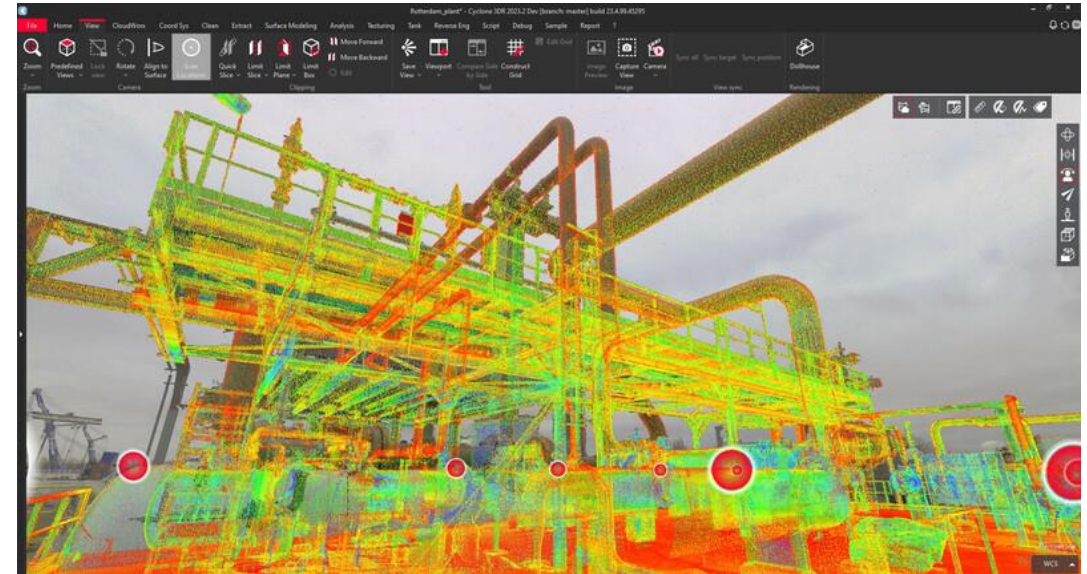 Rotterdam_plant* - Cyclone 3DR 2023.2 Dev [branch: master] build 23.4.99.45295
File Home View CloudWorx Coord Sys Clean Extract Surface Modeling Analysis Texturing Tank Reverse Eng Script Debug Sample Report ?
Zoom Predefined Views Lock view Rotate Align to Surface Scan Locations Quick Slice Limit Slice Limit Plane Limit Box Move Forward Move Backward Edit Save View Viewport Compare Side by Side Construct Grid Edit Grid Image Preview Capture View Camera Sync all Sync target Sync position Dollhouse
Zoom Camera Clipping Tool Image View sync Rendering
WCS